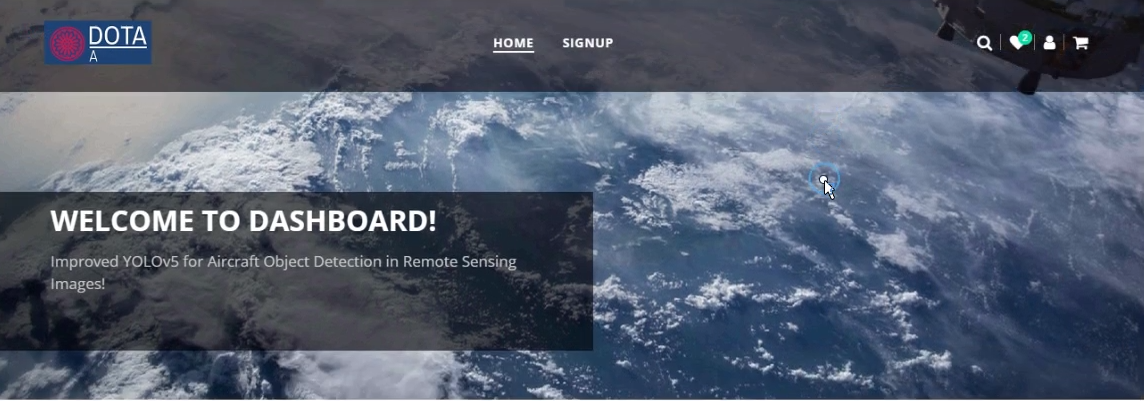 DOTA
A
HOME SIGNUP
2
WELCOME TO DASHBOARD!
Improved YOLOv5 for Aircraft Object Detection in Remote Sensing
Images!